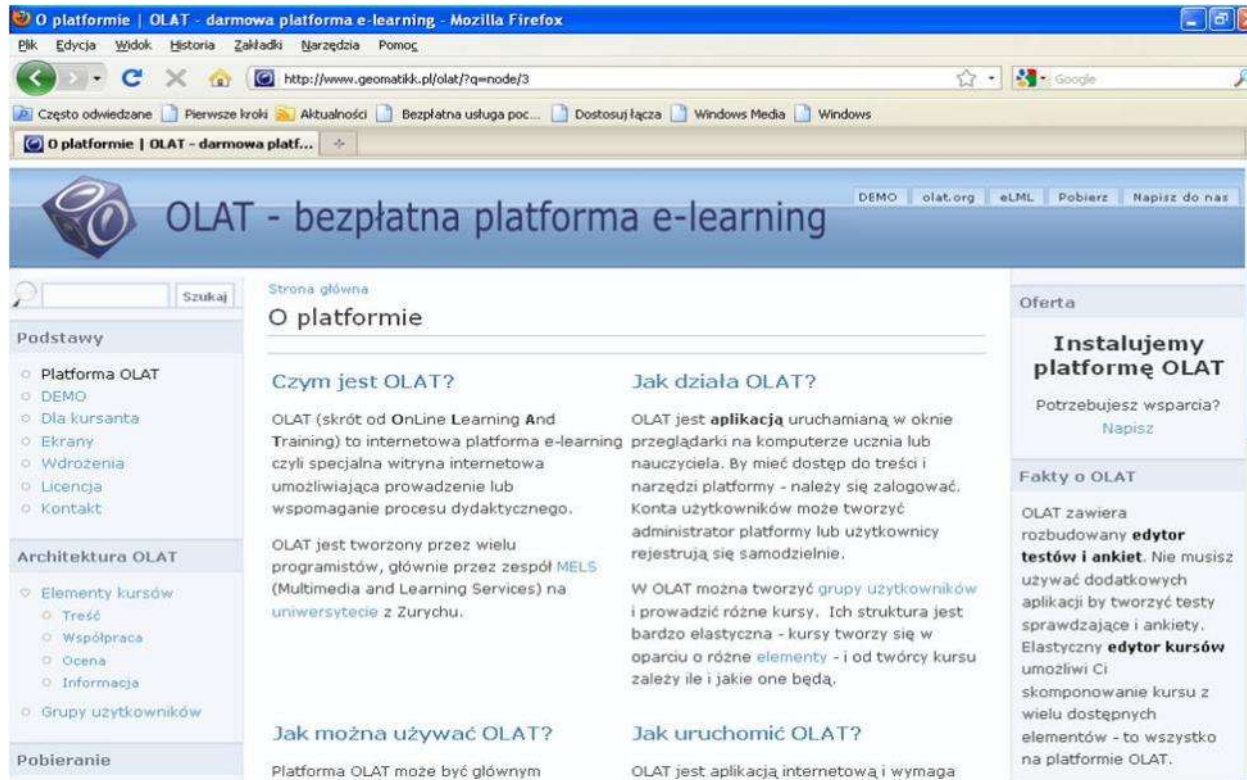 O platformie | OLAT - darmowa platforma e-learning - Mozilla Firefox
Plik Edycja Widok Historia Zakładki Narzędzia Pomoc
http://www.geomatikk.pl/olat/?q=node/3
Google
Często odwiedzane Pierwsze kroki Aktualności Bezpłatna usługa poc... Dostosuj łącza Windows Media Windows
O platformie | OLAT - darmowa platf...
OLAT - bezpłatna platforma e-learning
DEMO olat.org eLML Pobierz Napisz do nas
Szukaj
Podstawy
Platforma OLAT
DEMO
Dla kursanta
Ekrany
Wdrożenia
Licencja
Kontakt
Architektura OLAT
Elementy kursów
Treść
Współpraca
Ocena
Informacja
Grupy użytkowników
Pobieranie
Strona główna
O platformie
Czym jest OLAT?
OLAT (skrót od OnLine Learning And
Training) to internetowa platforma e-learning
czyli specjalna witryna internetowa
umożliwiająca prowadzenie lub
wspomaganie procesu dydaktycznego.
OLAT jest tworzony przez wielu
programistów, głównie przez zespół MELS
(Multimedia and Learning Services) na
uniwersytecie z Zurychu.
Jak działa OLAT?
OLAT jest aplikacją uruchamianą w oknie
przeglądarki na komputerze ucznia lub
nauczyciela. By mieć dostęp do treści i
narzędzi platformy - należy się zalogować.
Konta użytkowników może tworzyć
administrator platformy lub użytkownicy
rejestrują się samodzielnie.
W OLAT można tworzyć grupy użytkowników
i prowadzić różne kursy. Ich struktura jest
bardzo elastyczna - kursy tworzy się w
oparciu o różne elementy - i od twórcy kursu
zależy ile i jakie one będą.
Jak można używać OLAT?
Platforma OLAT może być głównym
Jak uruchomić OLAT?
OLAT jest aplikacją internetową i wymaga
Oferta
Instalujemy
platformę OLAT
Potrzebujesz wsparcia?
Napisz
Fakty o OLAT
OLAT zawiera
rozbudowany edytor
testów i ankiet. Nie musisz
używać dodatkowych
aplikacji by tworzyć testy
sprawdzające i ankiety.
Elastyczny edytor kursów
umożliwi Ci
skomponowanie kursu z
wielu dostępnych
elementów - to wszystko
na platformie OLAT.